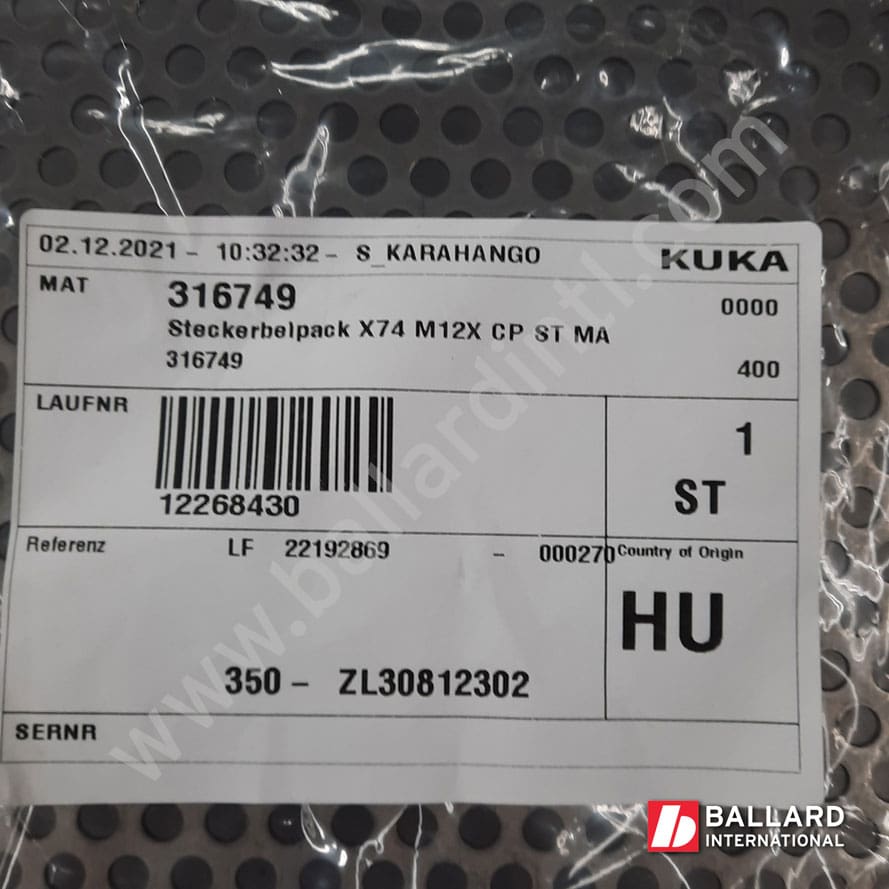 02.12.2021 - 10:32:32 - S_KARAHANGO KUKA
MAT 316749 0000
Steckerbelpack X74 M12X CP ST MA
316749 400
LAUFNR
12268430
1
ST
Referenz LF 22192869 - 000270
Country of Origin
HU
350 - ZL30812302
SERNR
www.ballardintl.com
BALLARD
INTERNATIONAL